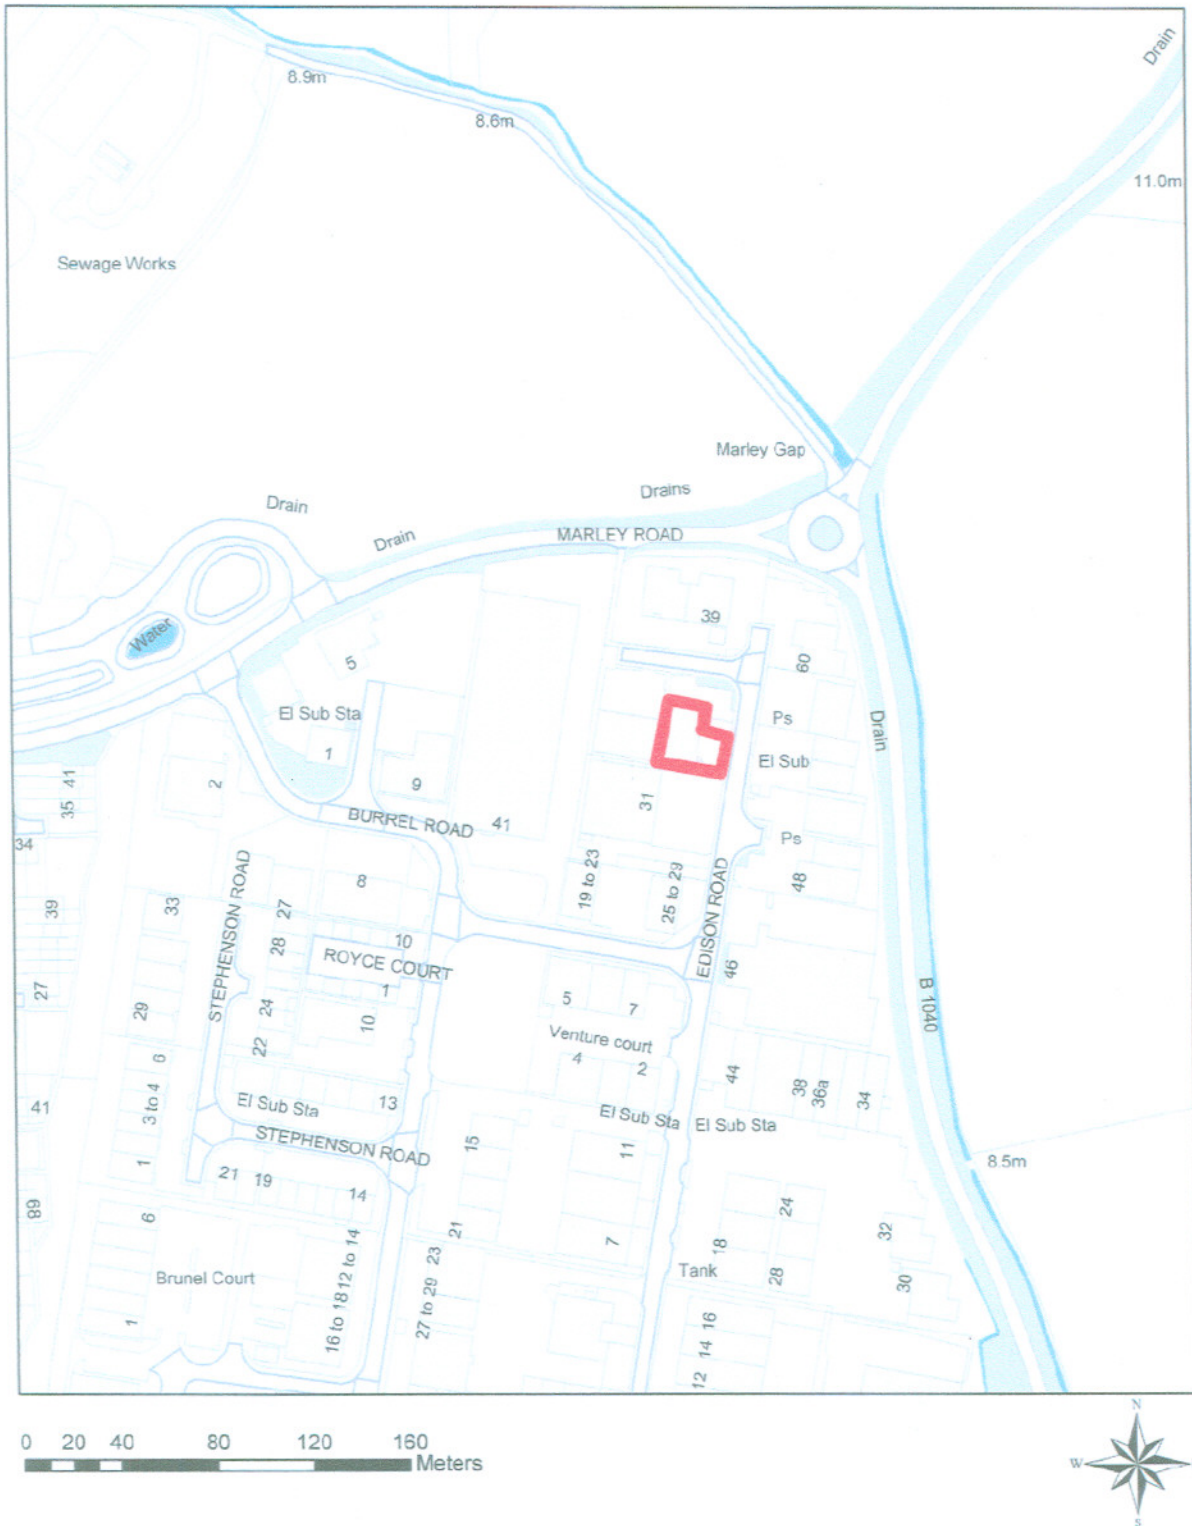 Drain
8.9m
8.6m
11.0m
Sewage Works
Marley Gap
Drains
Drain
Drain
MARLEY ROAD
39
Water
5
60
El Sub Sta
Ps
Drain
1
El Sub
9
2
41
35
31
BURREL ROAD
41
Ps
34
STEPHENSON ROAD
8
19 to 23
25 to 29
EDISON ROAD
48
39
33
27
28
10
ROYCE COURT
46
27
1
29
24
10
5
7
B 1040
22
Venture court
6
4
2
44
38
36a
34
41
3 to 4
El Sub Sta
13
El Sub Sta
El Sub Sta
STEPHENSON ROAD
15
11
1
8.5m
21
19
14
24
68
6
21
7
18
32
12 to 14
23
Brunel Court
Tank
28
30
1
16 to 18
27 to 29
16
14
12
0 20 40 80 120 160
Meters
N
W
S